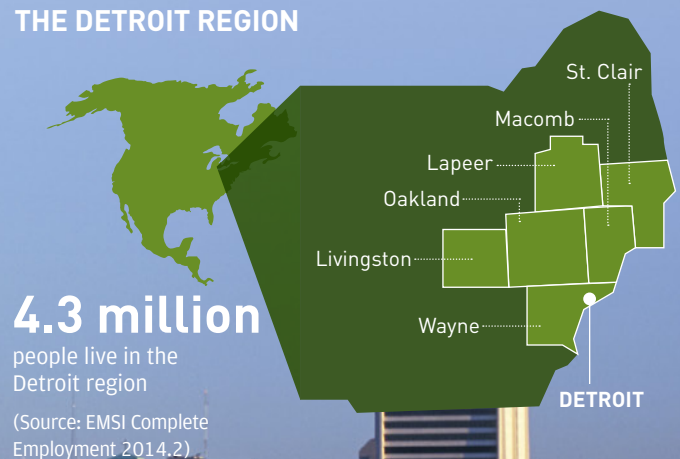 THE DETROIT REGION
St. Clair
Macomb
Lapeer
Oakland
Livingston
Wayne
DETROIT
4.3 million
people live in the
Detroit region
(Source: EMSI Complete
Employment 2014.2)